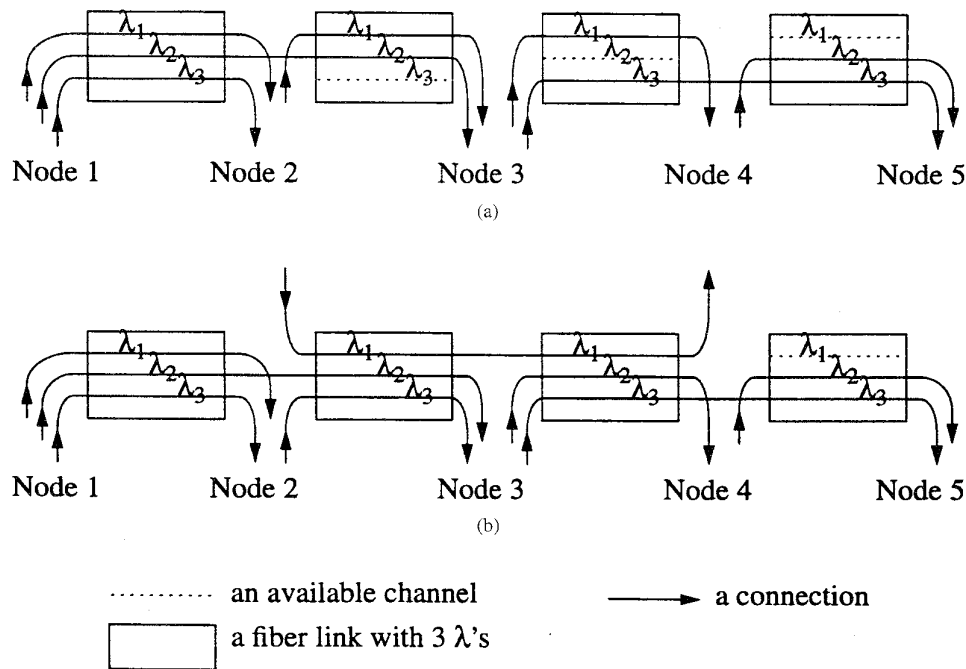 λ1 λ2 λ3 λ1 λ2 λ3 λ1 λ2 λ3 λ1 λ2 λ3
Node 1 Node 2 Node 3 Node 4 Node 5
(a)
λ1 λ2 λ3 λ1 λ2 λ3 λ1 λ2 λ3 λ1 λ2 λ3
Node 1 Node 2 Node 3 Node 4 Node 5
(b)
an available channel a connection
a fiber link with 3 λ's